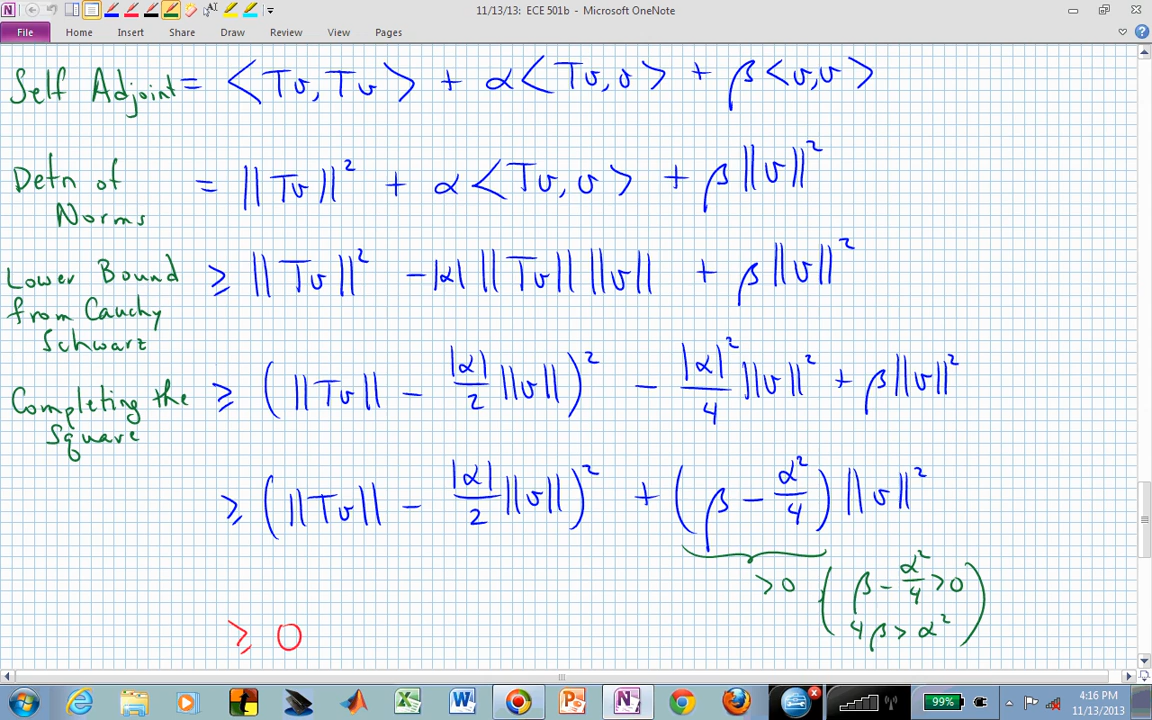 11/13/13: ECE 501b - Microsoft OneNote
File Home Insert Share Draw Review View Pages
Self Adjoint = <Tv, Tv> + α<Tv, v> + β<v,v>
Defn of Norms = ||Tv||² + α<Tv, v> + β||v||²
Lower Bound from Cauchy Schwarz ≥ ||Tv||² - |α| ||Tv|| ||v|| + β||v||²
Completing the Square ≥ (||Tv|| - |α|/2 ||v||)² - |α|²/4 ||v||² + β||v||²
≥ (||Tv|| - |α|/2 ||v||)² + (β - α²/4) ||v||²
>0 (β - α²/4 > 0
4β > α²)
≥ 0
99%
4:16 PM
11/13/2013